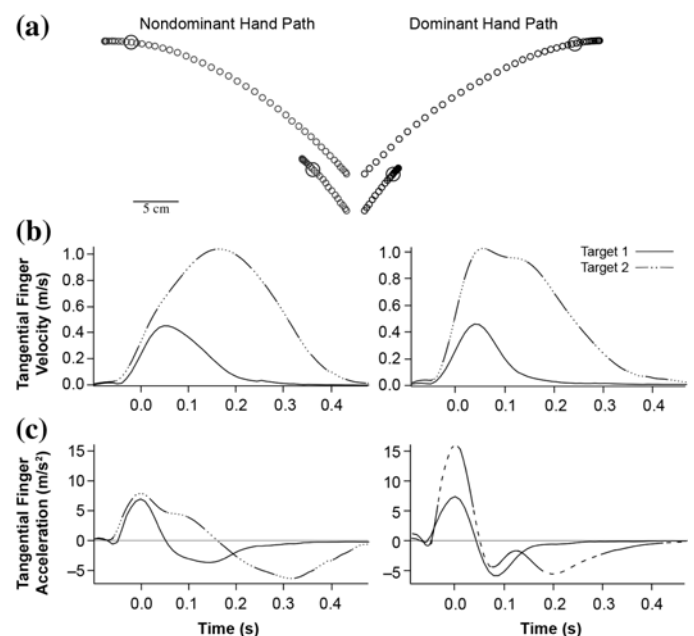 (a)
Nondominant Hand Path
Dominant Hand Path
5 cm
(b)
Tangential Finger
Velocity (m/s)
1.0
0.8
0.6
0.4
0.2
0.0
0.0 0.1 0.2 0.3 0.4
1.0
0.8
0.6
0.4
0.2
0.0
0.0 0.1 0.2 0.3 0.4
Target 1
Target 2
(c)
Tangential Finger
Acceleration (m/s²)
15
10
5
0
−5
0.0 0.1 0.2 0.3 0.4
Time (s)
15
10
5
0
−5
0.0 0.1 0.2 0.3 0.4
Time (s)